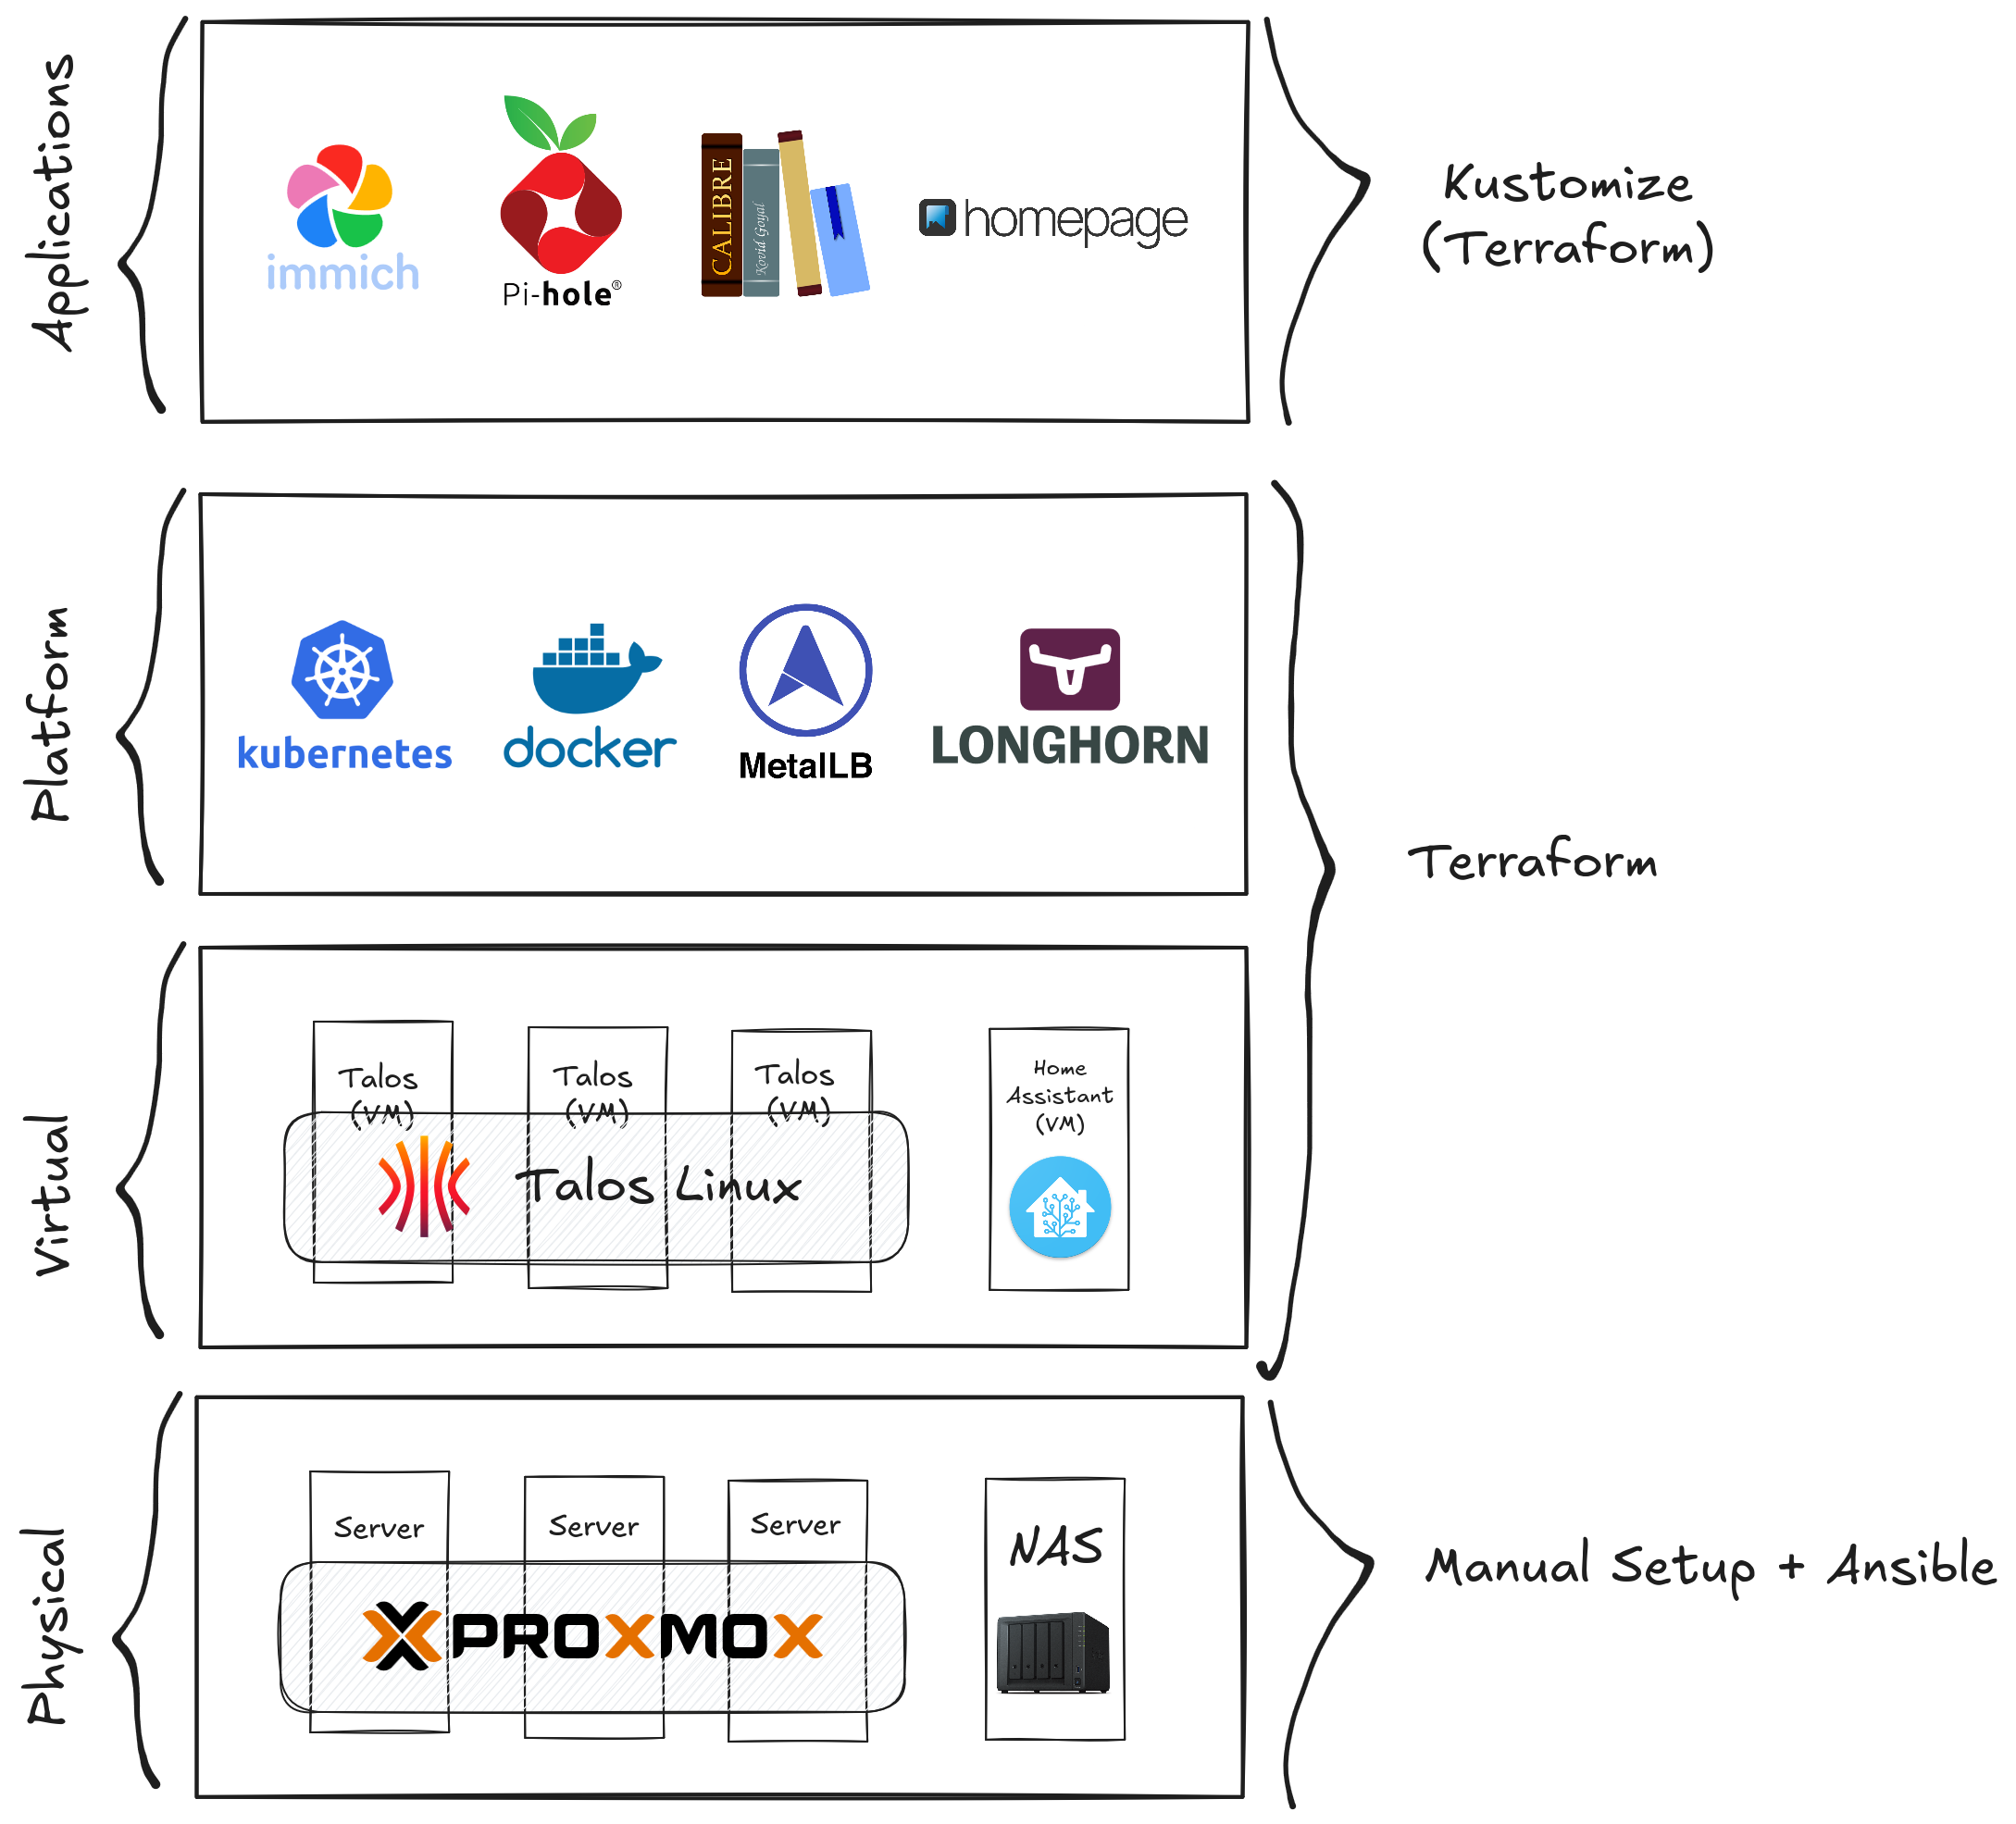 Applications
immich
Pi-hole®
CALIBRE
Kovid Goyal
homepage
Kustomize
(Terraform)
Platform
kubernetes
docker
MetalLB
LONGHORN
Terraform
Virtual
Talos
(VM)
Talos
(VM)
Talos
(VM)
Talos Linux
Home
Assistant
(VM)
Physical
Server
Server
Server
PROXMOX
NAS
Manual Setup + Ansible